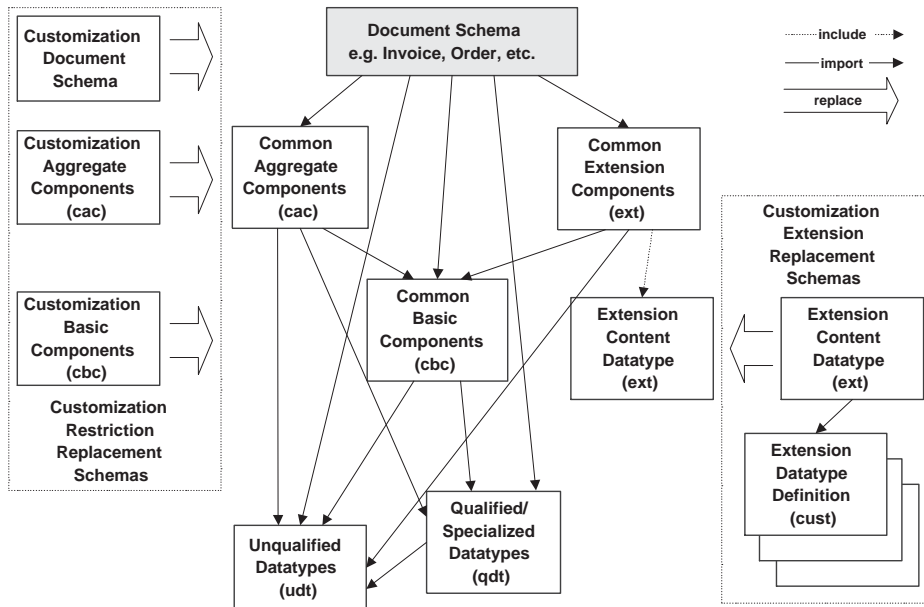 Document Schema
e.g. Invoice, Order, etc.
Customization
Document
Schema
include
import
replace
Customization
Aggregate
Components
(cac)
Common
Aggregate
Components
(cac)
Common
Extension
Components
(ext)
Customization
Extension
Replacement
Schemas
Customization
Basic
Components
(cbc)
Common
Basic
Components
(cbc)
Extension
Content
Datatype
(ext)
Extension
Content
Datatype
(ext)
Customization
Restriction
Replacement
Schemas
Extension
Datatype
Definition
(cust)
Unqualified
Datatypes
(udt)
Qualified/
Specialized
Datatypes
(qdt)